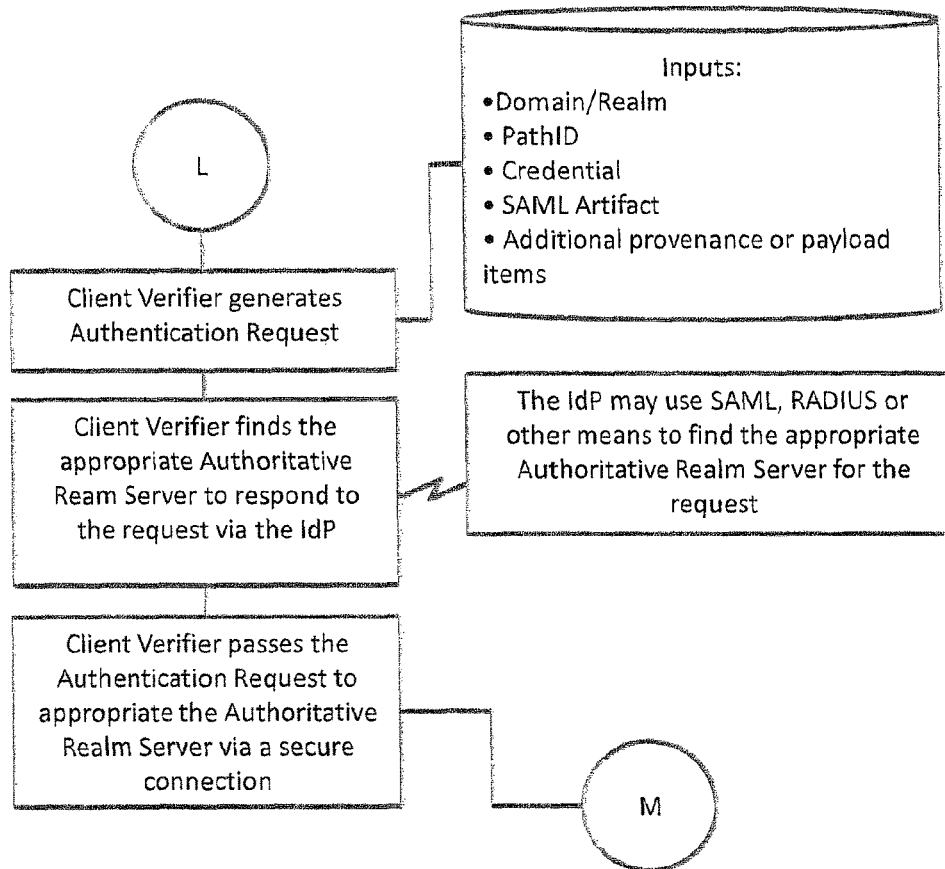 Inputs:
•Domain/Realm
• PathID
• Credential
• SAML Artifact
• Additional provenance or payload
items
L
Client Verifier generates
Authentication Request
Client Verifier finds the
appropriate Authoritative
Ream Server to respond to
the request via the IdP
The IdP may use SAML, RADIUS or
other means to find the appropriate
Authoritative Realm Server for the
request
Client Verifier passes the
Authentication Request to
appropriate the Authoritative
Realm Server via a secure
connection
M